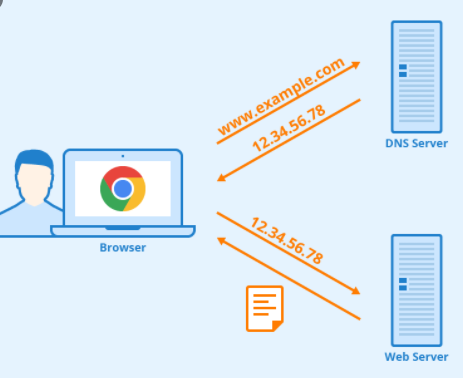 www.example.com
12.34.56.78
DNS Server
Browser
12.34.56.78
Web Server